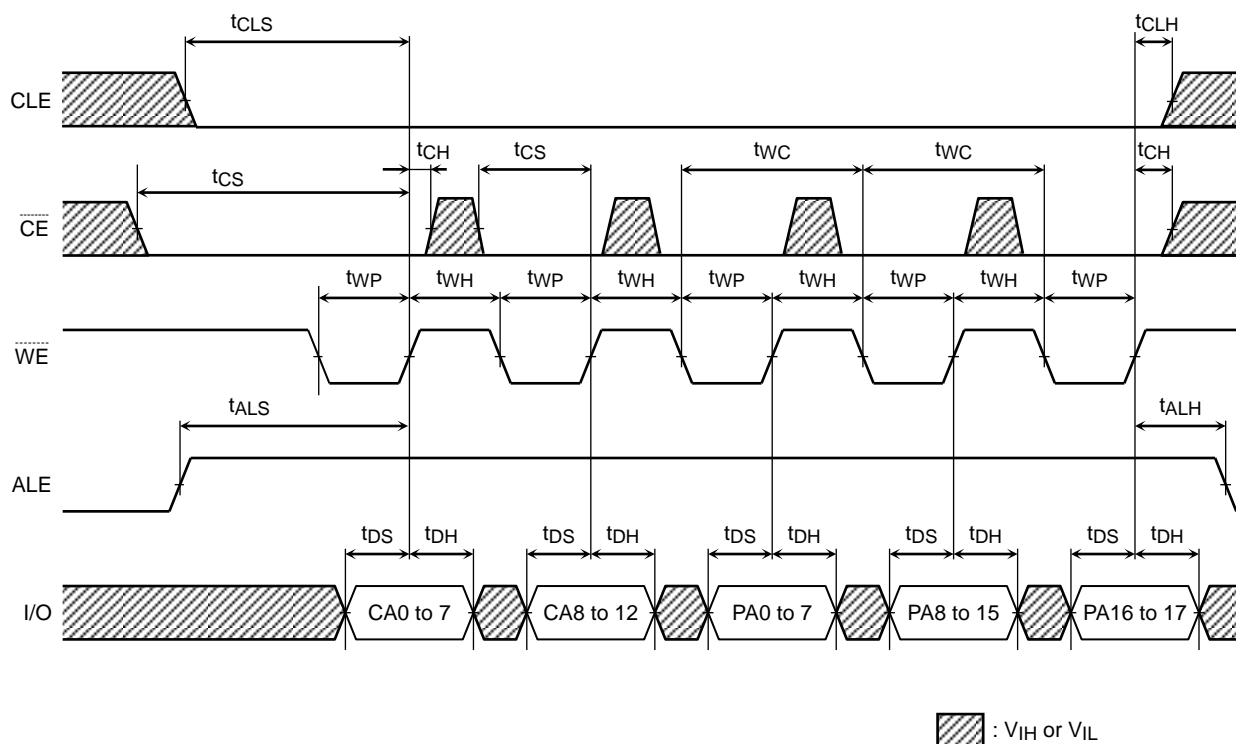 tCLS
tCLH
CLE
tCH
tCS
tWC
tWC
tCH
tCS
CE
tWP
tWH
tWP
tWH
tWP
tWH
tWP
tWH
tWP
WE
tALS
tALH
ALE
tDS
tDH
tDS
tDH
tDS
tDH
tDS
tDH
tDS
tDH
I/O
CA0 to 7
CA8 to 12
PA0 to 7
PA8 to 15
PA16 to 17
: VIH or VIL